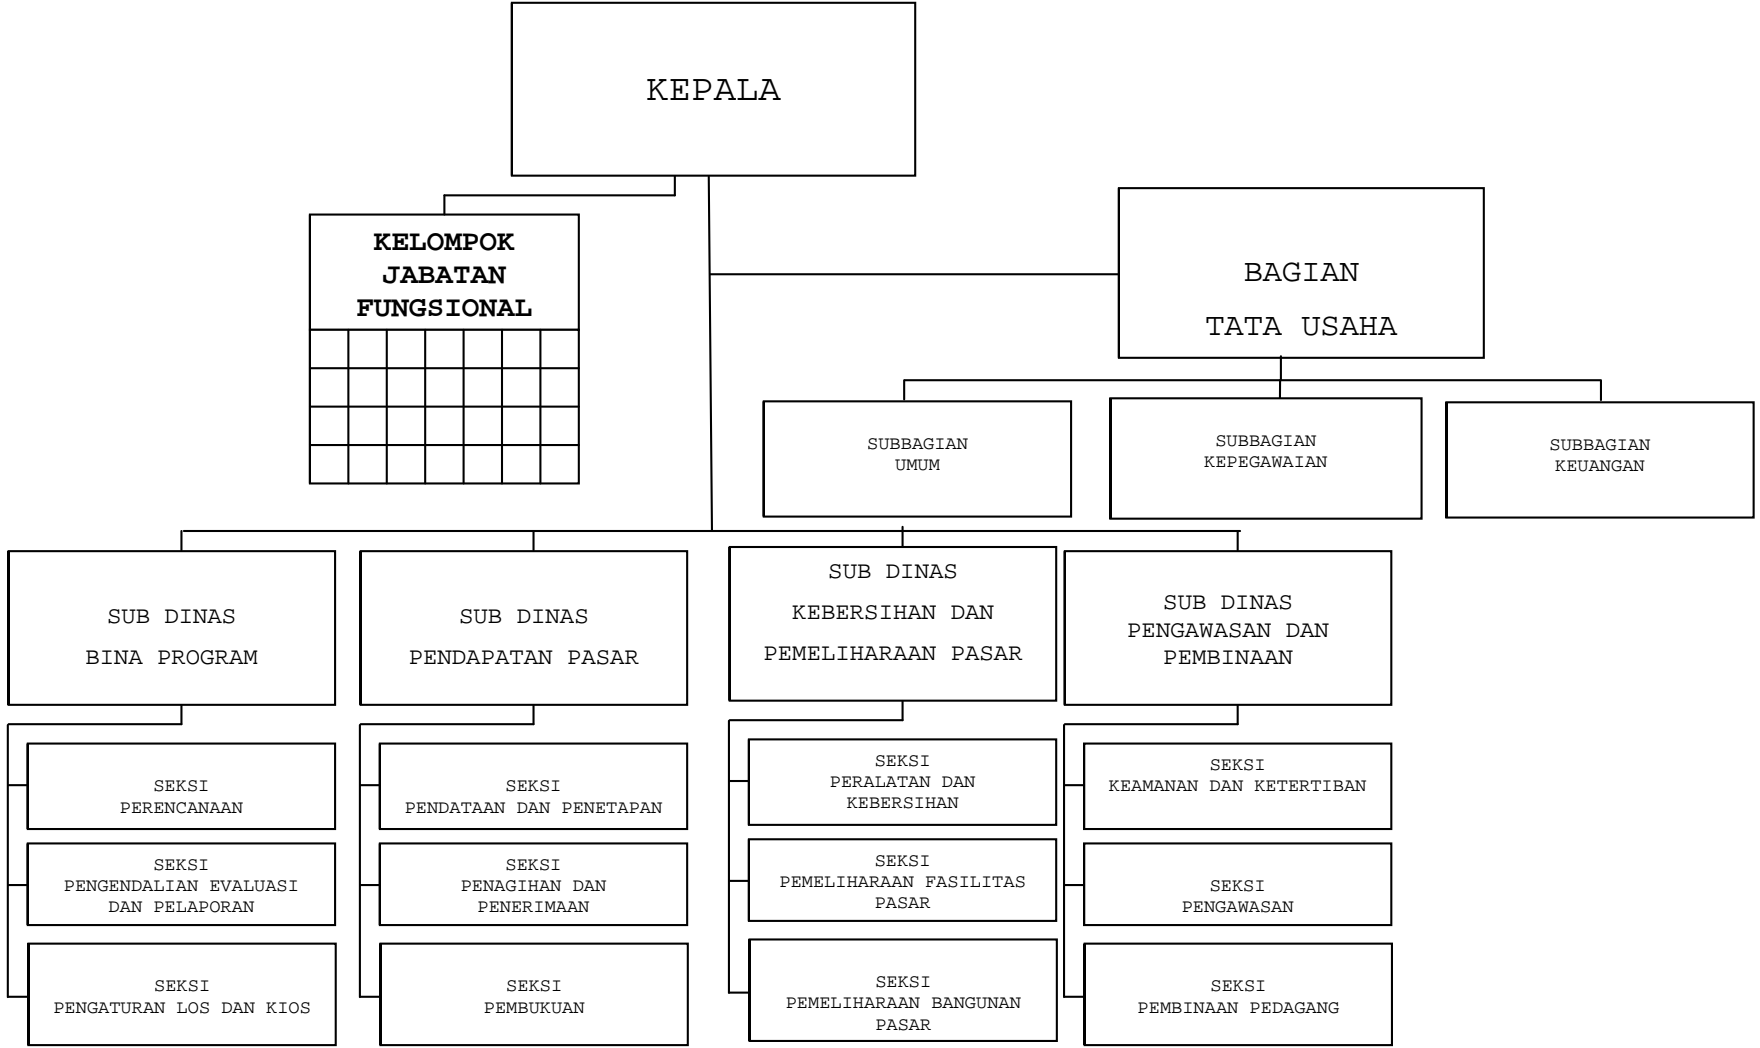 KEPALA
KELOMPOK
JABATAN
FUNGSIONAL
BAGIAN
TATA USAHA
SUBBAGIAN
UMUM
SUBBAGIAN
KEPEGAWAIAN
SUBBAGIAN
KEUANGAN
SUB DINAS
BINA PROGRAM
SUB DINAS
PENDAPATAN PASAR
SUB DINAS
KEBERSIHAN DAN
PEMELIHARAAN PASAR
SUB DINAS
PENGAWASAN DAN
PEMBINAAN
SEKSI
PERENCANAAN
SEKSI
PENGENDALIAN EVALUASI
DAN PELAPORAN
SEKSI
PENGATURAN LOS DAN KIOS
SEKSI
PENDATAAN DAN PENETAPAN
SEKSI
PENAGIHAN DAN
PENERIMAAN
SEKSI
PEMBUKUAN
SEKSI
PERALATAN DAN
KEBERSIHAN
SEKSI
PEMELIHARAAN FASILITAS
PASAR
SEKSI
PEMELIHARAAN BANGUNAN
PASAR
SEKSI
KEAMANAN DAN KETERTIBAN
SEKSI
PENGAWASAN
SEKSI
PEMBINAAN PEDAGANG